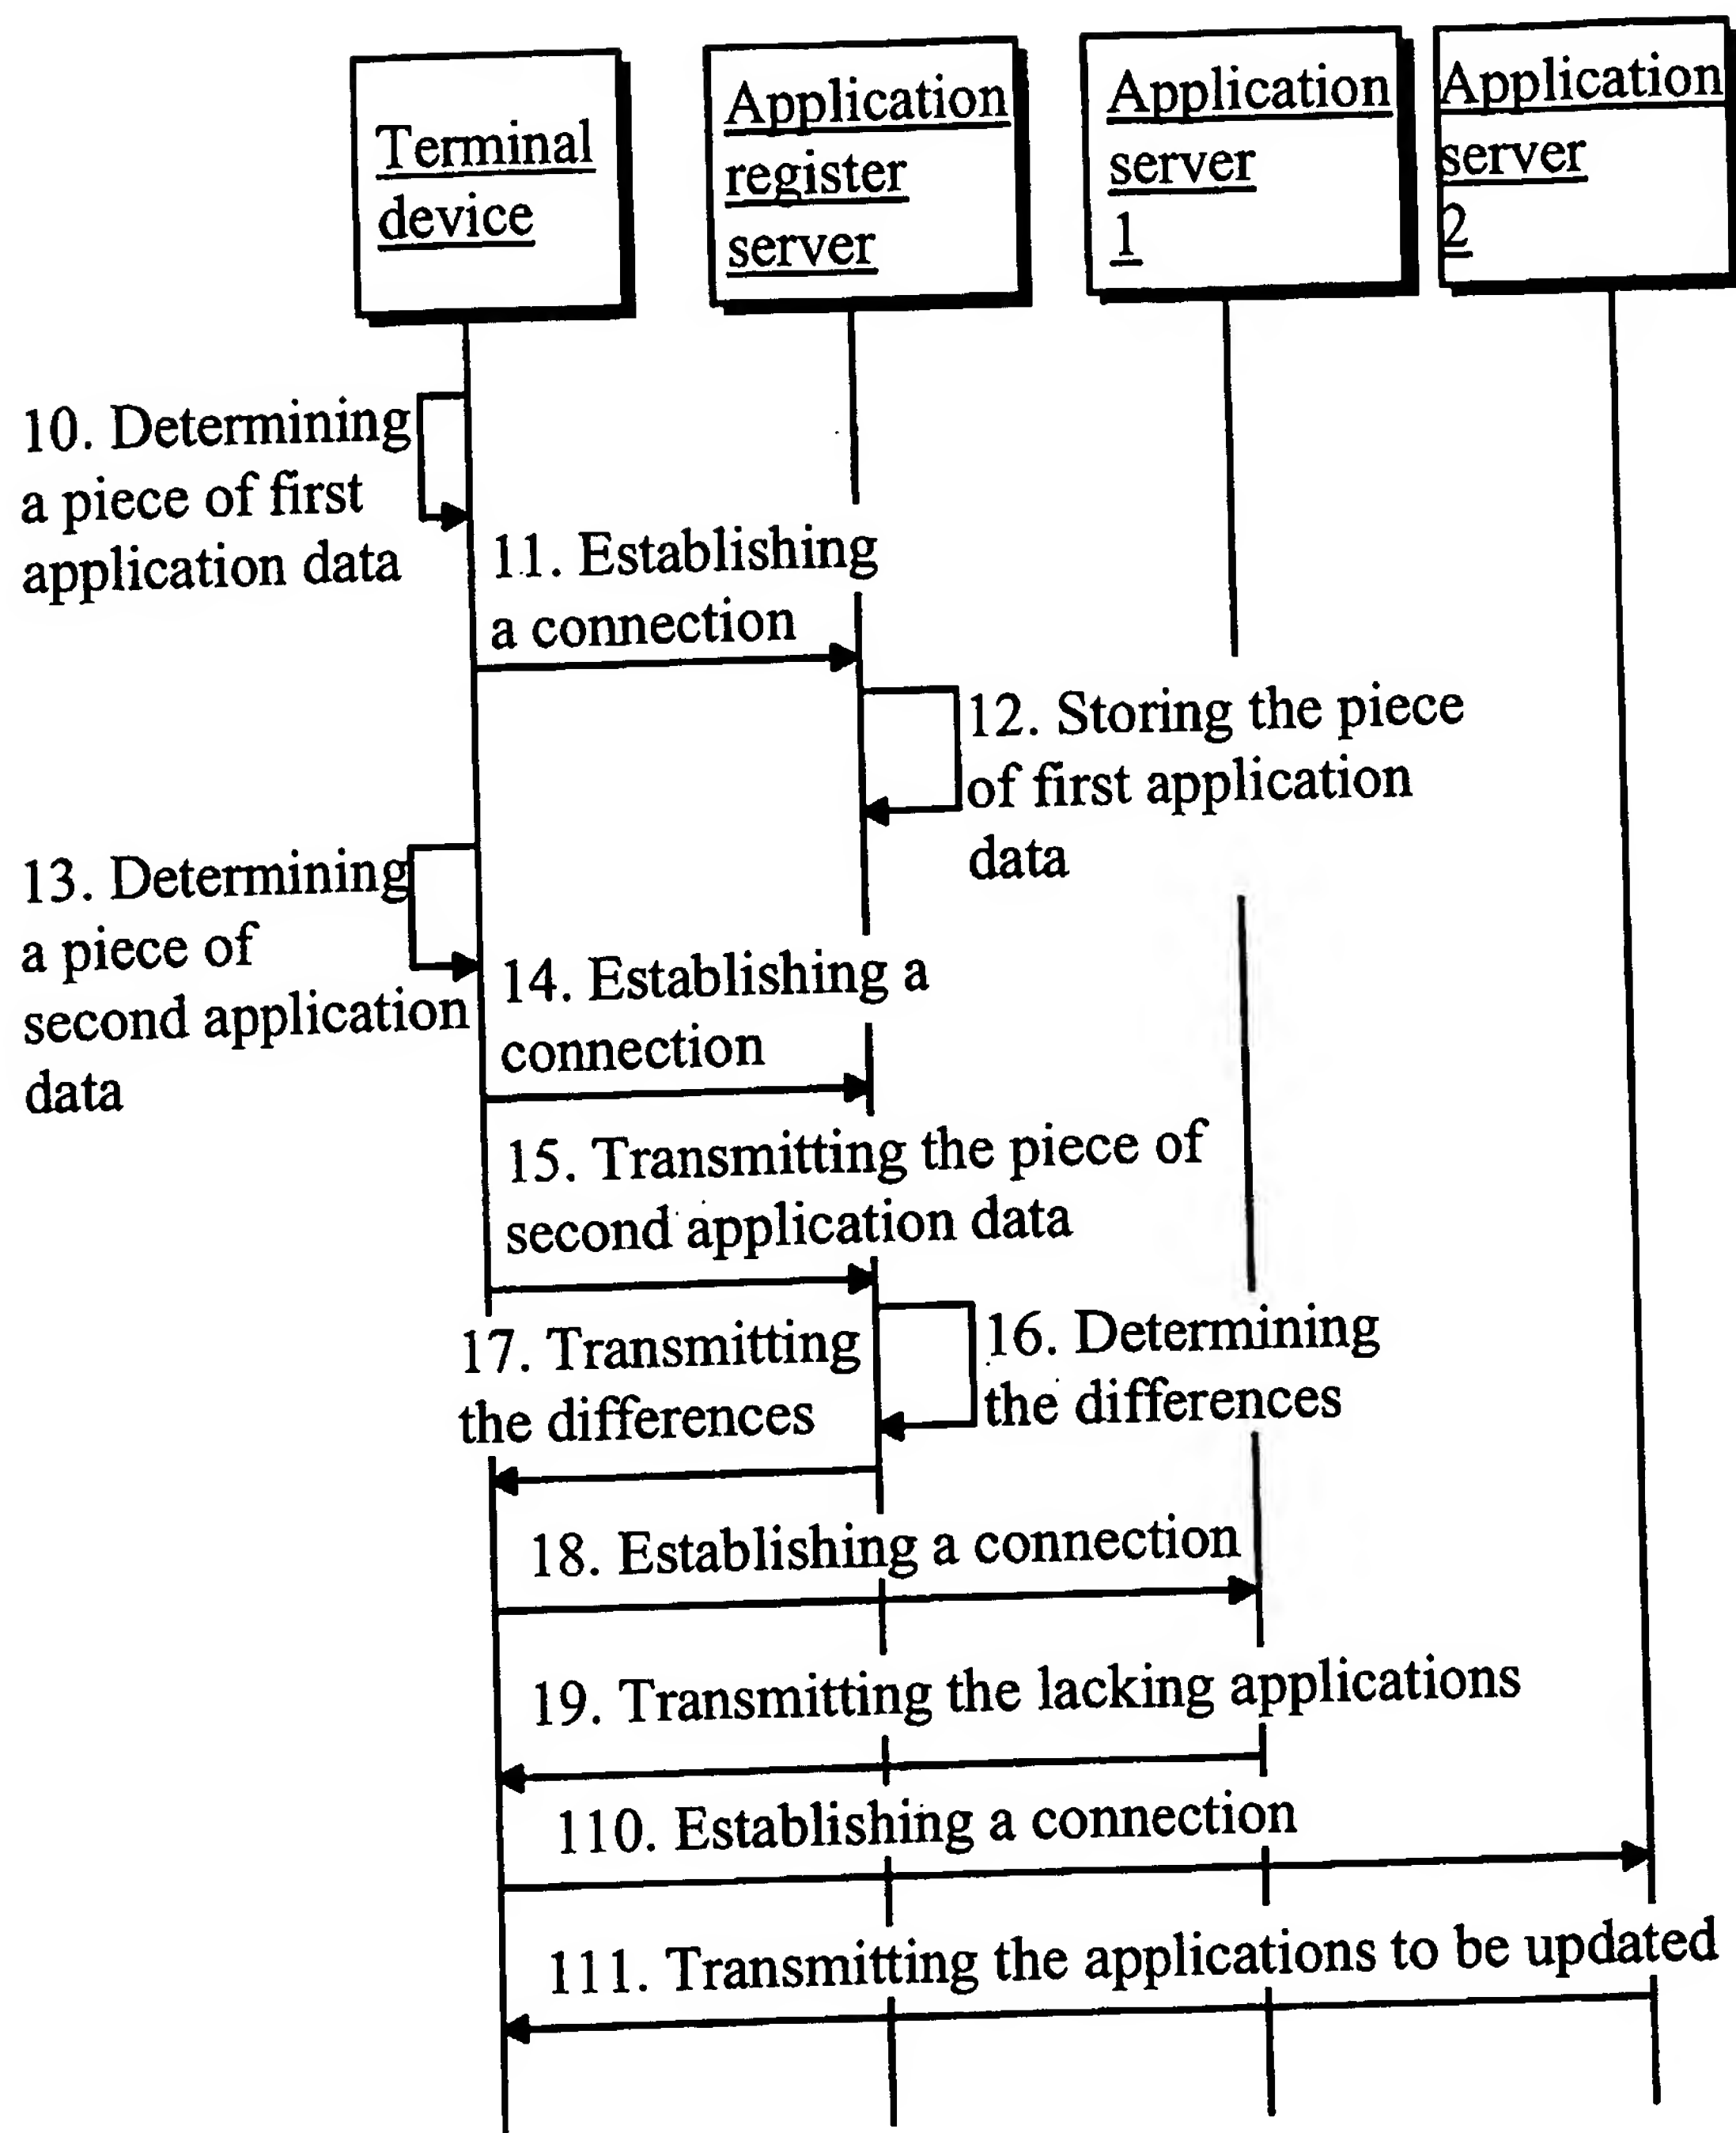 Terminal
device
Application
register
server
Application
server
1
Application
server
2
10. Determining
a piece of first
application data
11. Establishing
a connection
12. Storing the piece
of first application
data
13. Determining
a piece of
second application
data
14. Establishing a
connection
15. Transmitting the piece of
second application data
16. Determining
the differences
17. Transmitting
the differences
18. Establishing a connection
19. Transmitting the lacking applications
110. Establishing a connection
111. Transmitting the applications to be updated